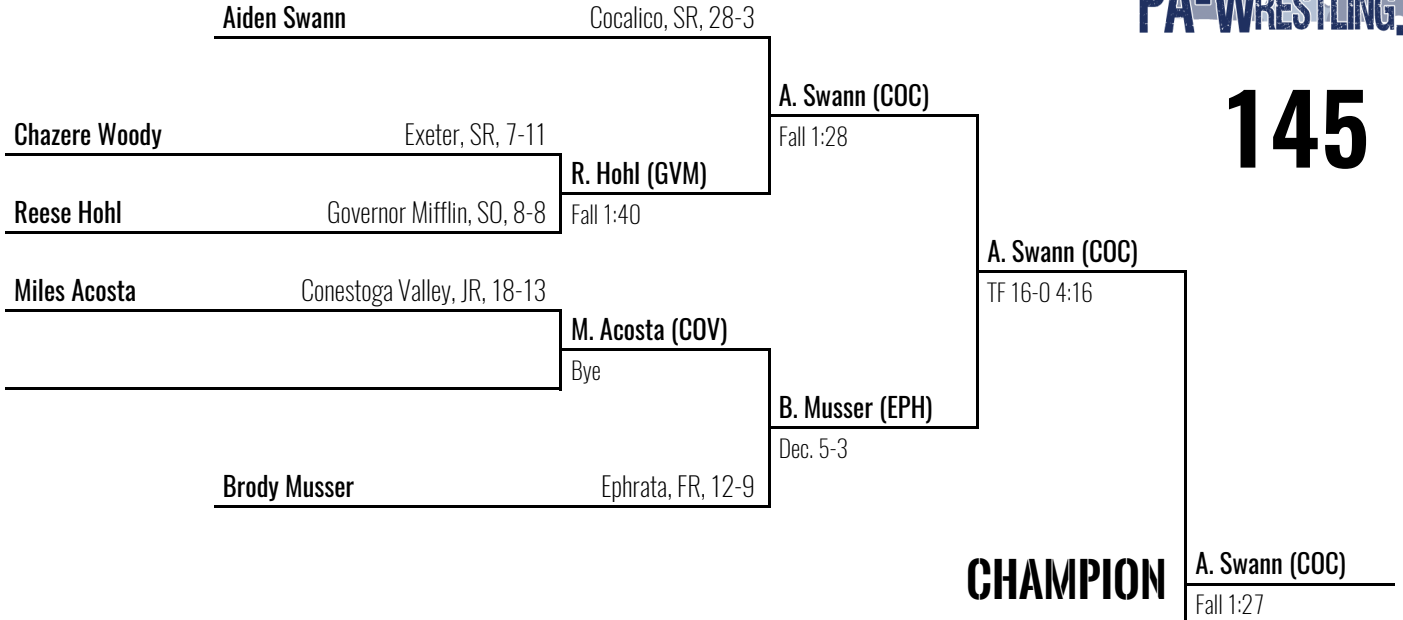 PA-WRESTLING.
145
Aiden Swann Cocalico, SR, 28-3
A. Swann (COC)
Fall 1:28
Chazere Woody Exeter, SR, 7-11
R. Hohl (GVM)
Fall 1:40
Reese Hohl Governor Mifflin, SO, 8-8
A. Swann (COC)
TF 16-0 4:16
Miles Acosta Conestoga Valley, JR, 18-13
M. Acosta (COV)
Bye
B. Musser (EPH)
Dec. 5-3
Brody Musser Ephrata, FR, 12-9
CHAMPION
A. Swann (COC)
Fall 1:27